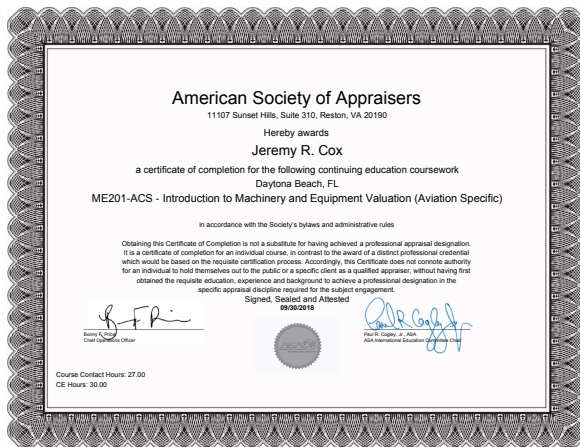 American Society of Appraisers
11107 Sunset Hills, Suite 310, Reston, VA 20190
Hereby awards
Jeremy R. Cox
a certificate of completion for the following continuing education coursework
Daytona Beach, FL
ME201-ACS - Introduction to Machinery and Equipment Valuation (Aviation Specific)
in accordance with the Society's bylaws and administrative rules
Obtaining this Certificate of Completion is not a substitute for having achieved a professional appraisal designation.
It is a certificate of completion for an individual course, in contrast to the award of a distinct professional credential
which would be based on the requisite certification process. Accordingly, this Certificate does not connote authority
for an individual to hold themselves out to the public or a specific client as a qualified appraiser, without having first
obtained the requisite education, experience and background to achieve a professional designation in the
specific appraisal discipline required for the subject engagement.
Signed, Sealed and Attested
09/30/2018
Bonny F. Price
Chief Operations Officer
Paul R. Cogley, Jr., ASA
ASA International Education Committee Chair
Course Contact Hours: 27.00
CE Hours: 30.00